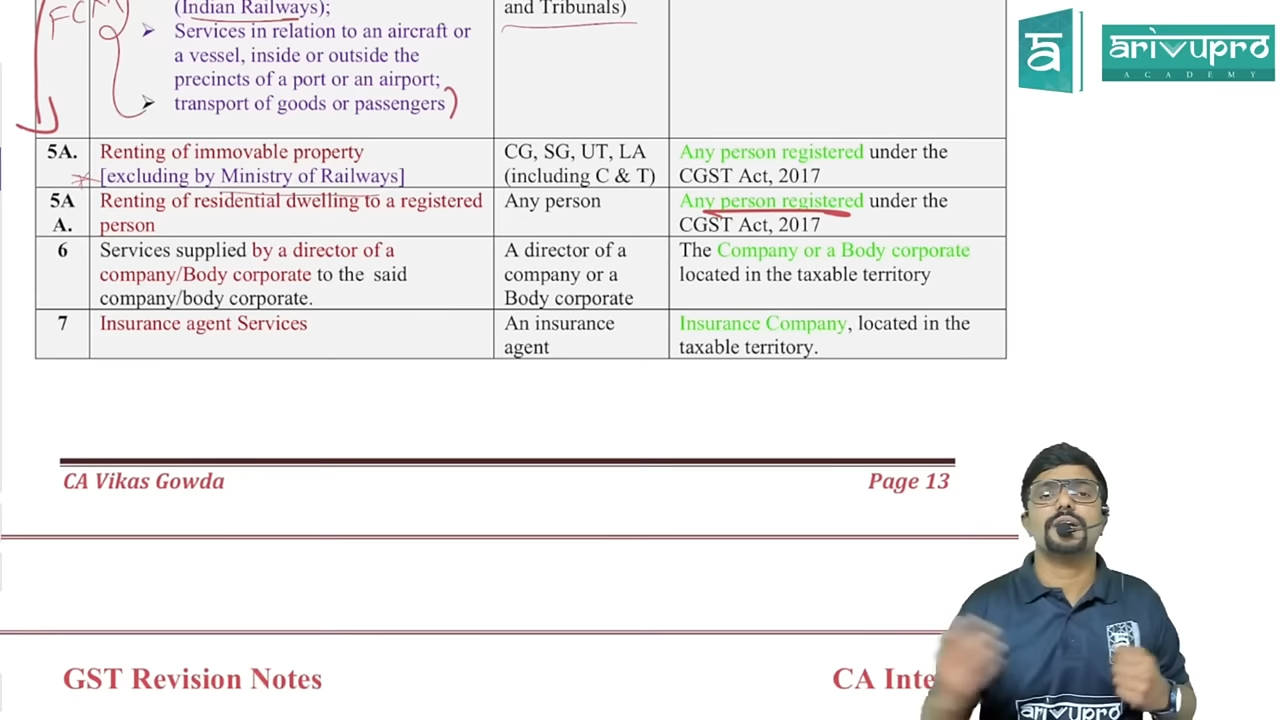 (Indian Railways);
and Tribunals)
FCM
➤ Services in relation to an aircraft or
a vessel, inside or outside the
precincts of a port or an airport;
➤ transport of goods or passengers
5A. Renting of immovable property CG, SG, UT, LA Any person registered under the
[excluding by Ministry of Railways] (including C & T) CGST Act, 2017
5A Renting of residential dwelling to a registered Any person Any person registered under the
A. person CGST Act, 2017
6 Services supplied by a director of a A director of a The Company or a Body corporate
company/Body corporate to the said company or a located in the taxable territory
company/body corporate. Body corporate
7 Insurance agent Services An insurance Insurance Company, located in the
agent taxable territory.
CA Vikas Gowda Page 13
GST Revision Notes CA Inte
arivupro
ACADEMY
arivupro